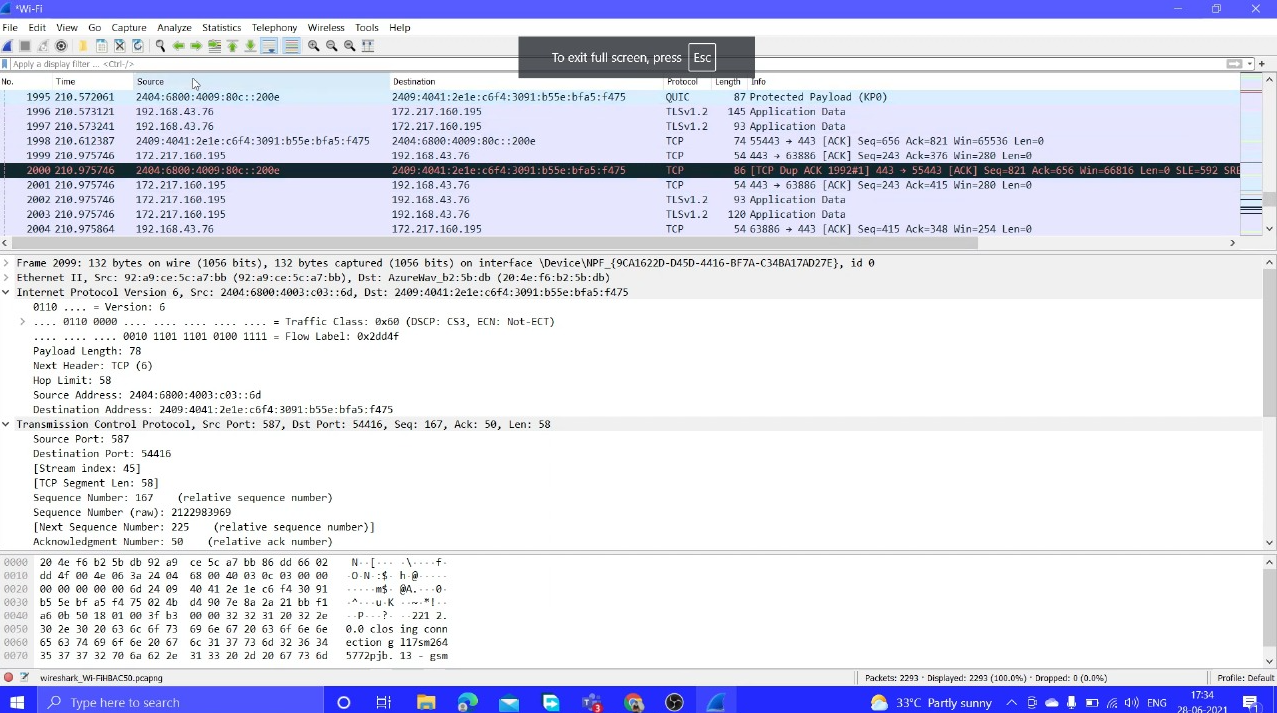 *Wi-Fi
File Edit View Go Capture Analyze Statistics Telephony Wireless Tools Help
To exit full screen, press Esc
Apply a display filter ... <Ctrl-/>
No. Time Source Destination Protocol Length Info
1995 210.572061 2404:6800:4009:80c::200e 2409:4041:2e1e:c6f4:3091:b55e:bfa5:f475 QUIC 87 Protected Payload (KP0)
1996 210.573121 192.168.43.76 172.217.160.195 TLSv1.2 145 Application Data
1997 210.573241 192.168.43.76 172.217.160.195 TLSv1.2 93 Application Data
1998 210.612387 2409:4041:2e1e:c6f4:3091:b55e:bfa5:f475 2404:6800:4009:80c::200e TCP 74 55443 → 443 [ACK] Seq=656 Ack=821 Win=65536 Len=0
1999 210.975746 172.217.160.195 192.168.43.76 TCP 54 443 → 63886 [ACK] Seq=243 Ack=376 Win=280 Len=0
2000 210.975746 2404:6800:4009:80c::200e 2409:4041:2e1e:c6f4:3091:b55e:bfa5:f475 TCP 86 [TCP Dup ACK 1992#1] 443 → 55443 [ACK] Seq=821 Ack=656 Win=66816 Len=0 SLE=592 SRE
2001 210.975746 172.217.160.195 192.168.43.76 TCP 54 443 → 63886 [ACK] Seq=243 Ack=415 Win=280 Len=0
2002 210.975746 172.217.160.195 192.168.43.76 TLSv1.2 93 Application Data
2003 210.975746 172.217.160.195 192.168.43.76 TLSv1.2 120 Application Data
2004 210.975864 192.168.43.76 172.217.160.195 TCP 54 63886 → 443 [ACK] Seq=415 Ack=348 Win=254 Len=0
Frame 2099: 132 bytes on wire (1056 bits), 132 bytes captured (1056 bits) on interface \Device\NPF_{9CA1622D-D45D-4416-BF7A-C34BA17AD27E}, id 0
Ethernet II, Src: 92:a9:ce:5c:a7:bb (92:a9:ce:5c:a7:bb), Dst: AzureWav_b2:5b:db (20:4e:f6:b2:5b:db)
Internet Protocol Version 6, Src: 2404:6800:4003:c03::6d, Dst: 2409:4041:2e1e:c6f4:3091:b55e:bfa5:f475
0110 .... = Version: 6
.... 0110 0000 .... .... .... .... .... = Traffic Class: 0x60 (DSCP: CS3, ECN: Not-ECT)
.... .... .... 0010 1101 1101 0100 1111 = Flow Label: 0x2dd4f
Payload Length: 78
Next Header: TCP (6)
Hop Limit: 58
Source Address: 2404:6800:4003:c03::6d
Destination Address: 2409:4041:2e1e:c6f4:3091:b55e:bfa5:f475
Transmission Control Protocol, Src Port: 587, Dst Port: 54416, Seq: 167, Ack: 50, Len: 58
Source Port: 587
Destination Port: 54416
[Stream index: 45]
[TCP Segment Len: 58]
Sequence Number: 167 (relative sequence number)
Sequence Number (raw): 2122983969
[Next Sequence Number: 225 (relative sequence number)]
Acknowledgment Number: 50 (relative ack number)
0000 20 4e f6 b2 5b db 92 a9 ce 5c a7 bb 86 dd 66 02 N··[··· ·\····f·
0010 dd 4f 00 4e 06 3a 24 04 68 00 40 03 0c 03 00 00 ·O·N·:$· h·@·····
0020 00 00 00 00 00 6d 24 09 40 41 2e 1e c6 f4 30 91 ·····m$· @A.···0·
0030 b5 5e bf a5 f4 75 02 4b d4 90 7e 8a 2a 21 bb f1 ·^···u·K ··~·*!··
0040 a6 0b 50 18 01 00 3f b3 00 00 32 32 31 20 32 2e ··P···?· ··221 2.
0050 30 2e 30 20 63 6c 6f 73 69 6e 67 20 63 6f 6e 6e 0.0 clos ing conn
0060 65 63 74 69 6f 6e 20 67 6c 31 37 73 6d 32 36 34 ection g l17sm264
0070 35 37 37 32 70 6a 62 2e 31 33 20 2d 20 67 73 6d 5772pjb. 13 - gsm
wireshark_Wi-FiHBAC50.pcapng Packets: 2293 · Displayed: 2293 (100.0%) · Dropped: 0 (0.0%) Profile: Default
Type here to search 3 33°C Partly sunny ENG 17:34
28-06-2021 1